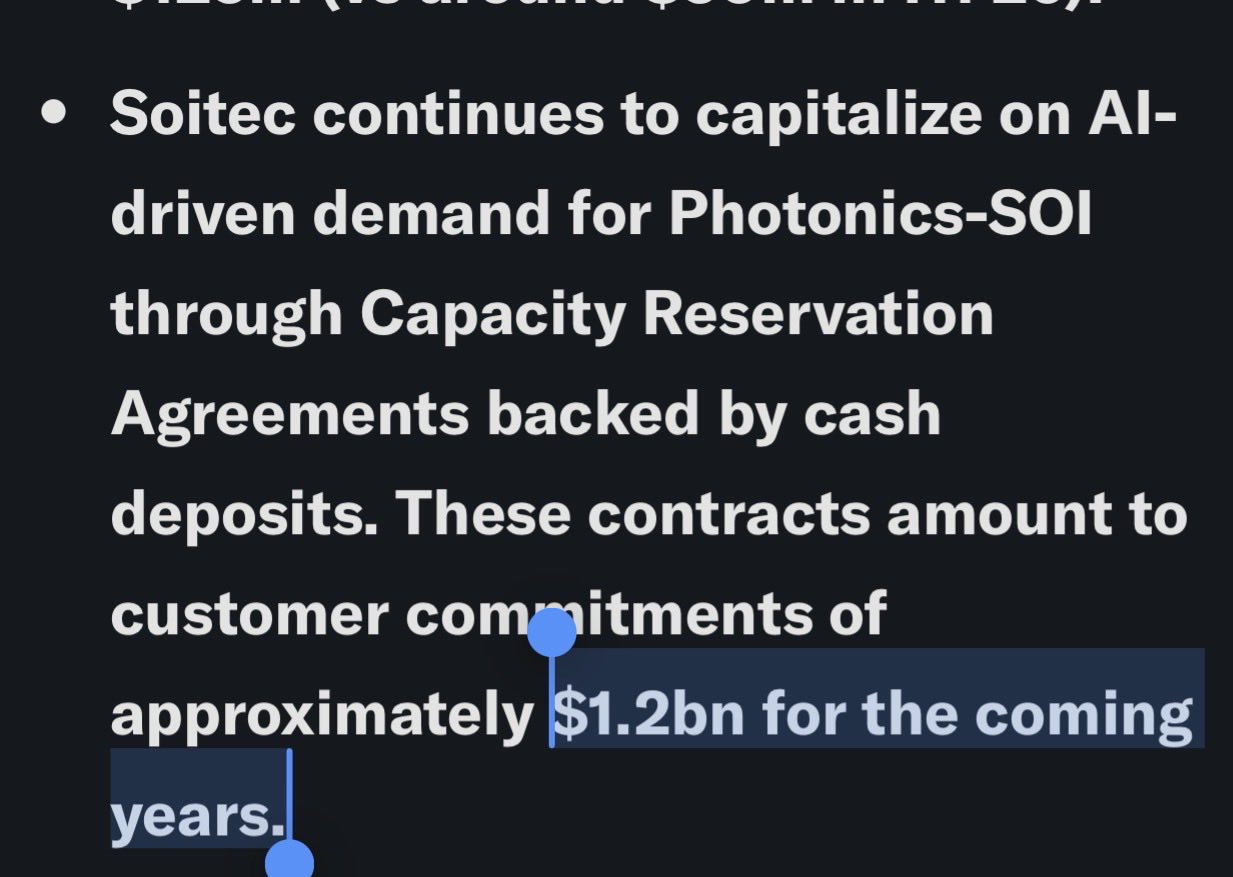 • Soitec continues to capitalize on AI-
driven demand for Photonics-SOI
through Capacity Reservation
Agreements backed by cash
deposits. These contracts amount to
customer commitments of
approximately $1.2bn for the coming
years.